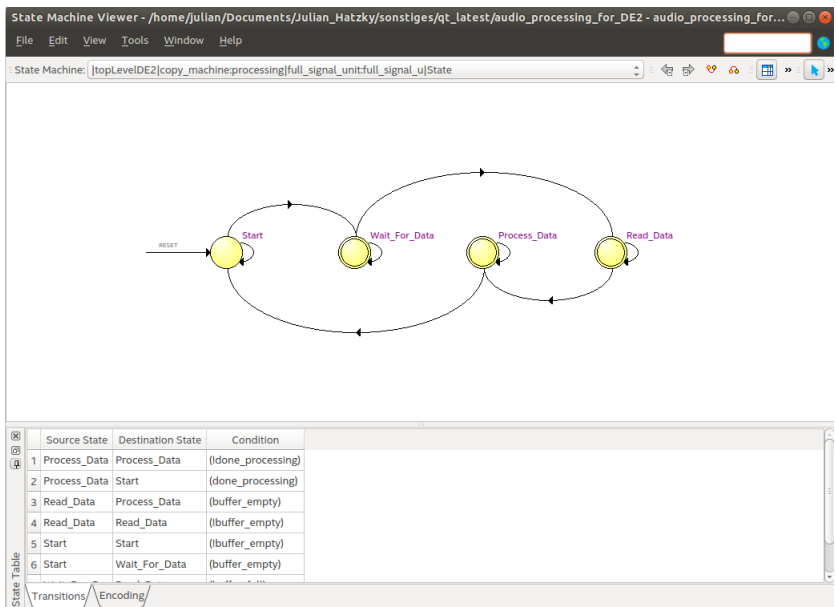 State Machine Viewer - /home/julian/Documents/Julian_Hatzky/sonstiges/qt_latest/audio_processing_for_DE2 - audio_processing_for...
File Edit View Tools Window Help
State Machine: |topLevelDE2|copy_machine:processing|full_signal_unit:full_signal_u|State » »
RESET Start Wait_For_Data Process_Data Read_Data
Source State Destination State Condition
1 Process_Data Process_Data (!done_processing)
2 Process_Data Start (done_processing)
3 Read_Data Process_Data (buffer_empty)
4 Read_Data Read_Data (!buffer_empty)
5 Start Start (!buffer_empty)
6 Start Wait_For_Data (buffer_empty)
State Table
Transitions Encoding